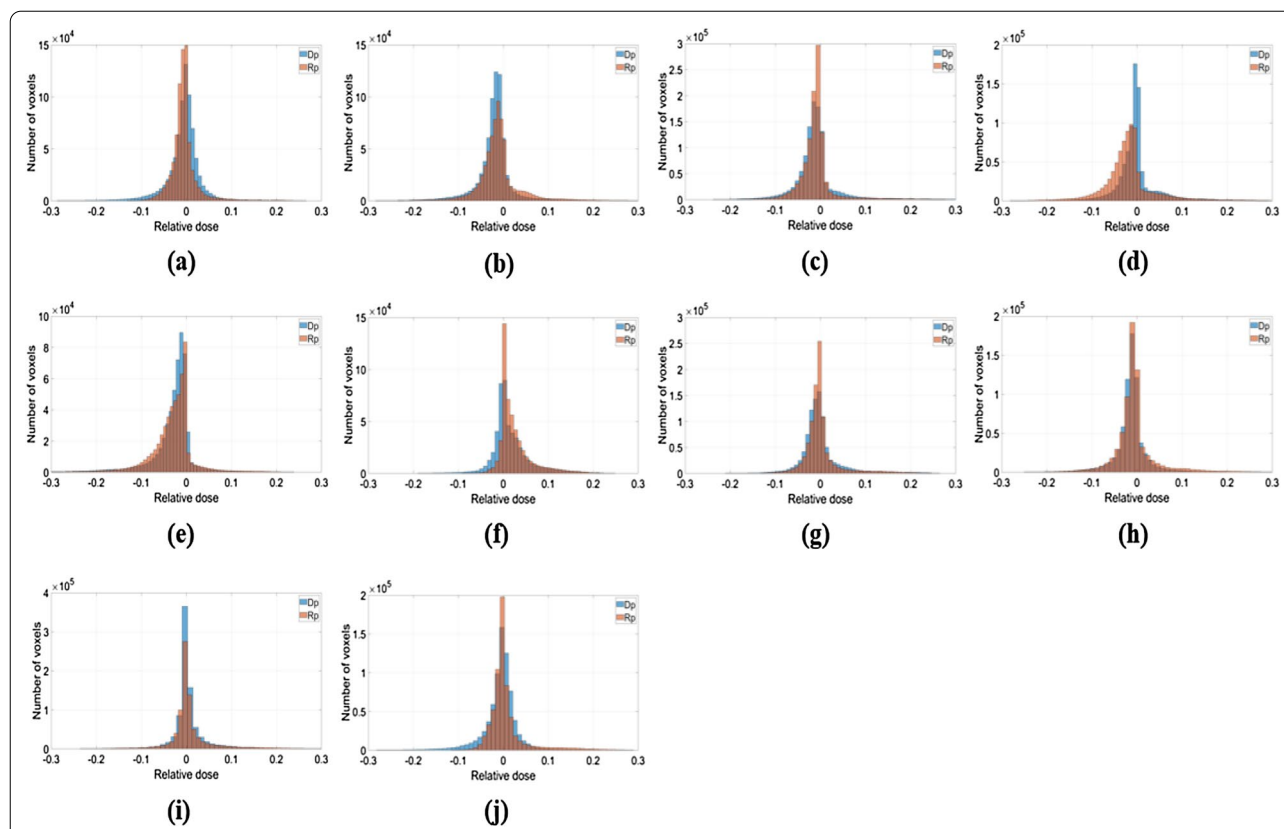 ×10⁴
15
10
5
0
Number of voxels
Dp
Rp
-0.3 -0.2 -0.1 0 0.1 0.2 0.3
Relative dose
(a)
×10⁴
15
10
5
0
Number of voxels
Dp
Rp
-0.3 -0.2 -0.1 0 0.1 0.2 0.3
Relative dose
(b)
×10⁵
3
2.5
2
1.5
1
0.5
0
Number of voxels
Dp
Rp
-0.3 -0.2 -0.1 0 0.1 0.2 0.3
Relative dose
(c)
×10⁵
2
1.5
1
0.5
0
Number of voxels
Dp
Rp
-0.3 -0.2 -0.1 0 0.1 0.2 0.3
Relative dose
(d)
×10⁴
10
8
6
4
2
0
Number of voxels
Dp
Rp
-0.3 -0.2 -0.1 0 0.1 0.2 0.3
Relative dose
(e)
×10⁴
15
10
5
0
Number of voxels
Dp
Rp
-0.3 -0.2 -0.1 0 0.1 0.2 0.3
Relative dose
(f)
×10⁵
3
2.5
2
1.5
1
0.5
0
Number of voxels
Dp
Rp
-0.3 -0.2 -0.1 0 0.1 0.2 0.3
Relative dose
(g)
×10⁵
2
1.5
1
0.5
0
Number of voxels
Dp
Rp
-0.3 -0.2 -0.1 0 0.1 0.2 0.3
Relative dose
(h)
×10⁵
4
3
2
1
0
Number of voxels
Dp
Rp
-0.3 -0.2 -0.1 0 0.1 0.2 0.3
Relative dose
(i)
×10⁵
2
1.5
1
0.5
0
Number of voxels
Dp
Rp
-0.3 -0.2 -0.1 0 0.1 0.2 0.3
Relative dose
(j)